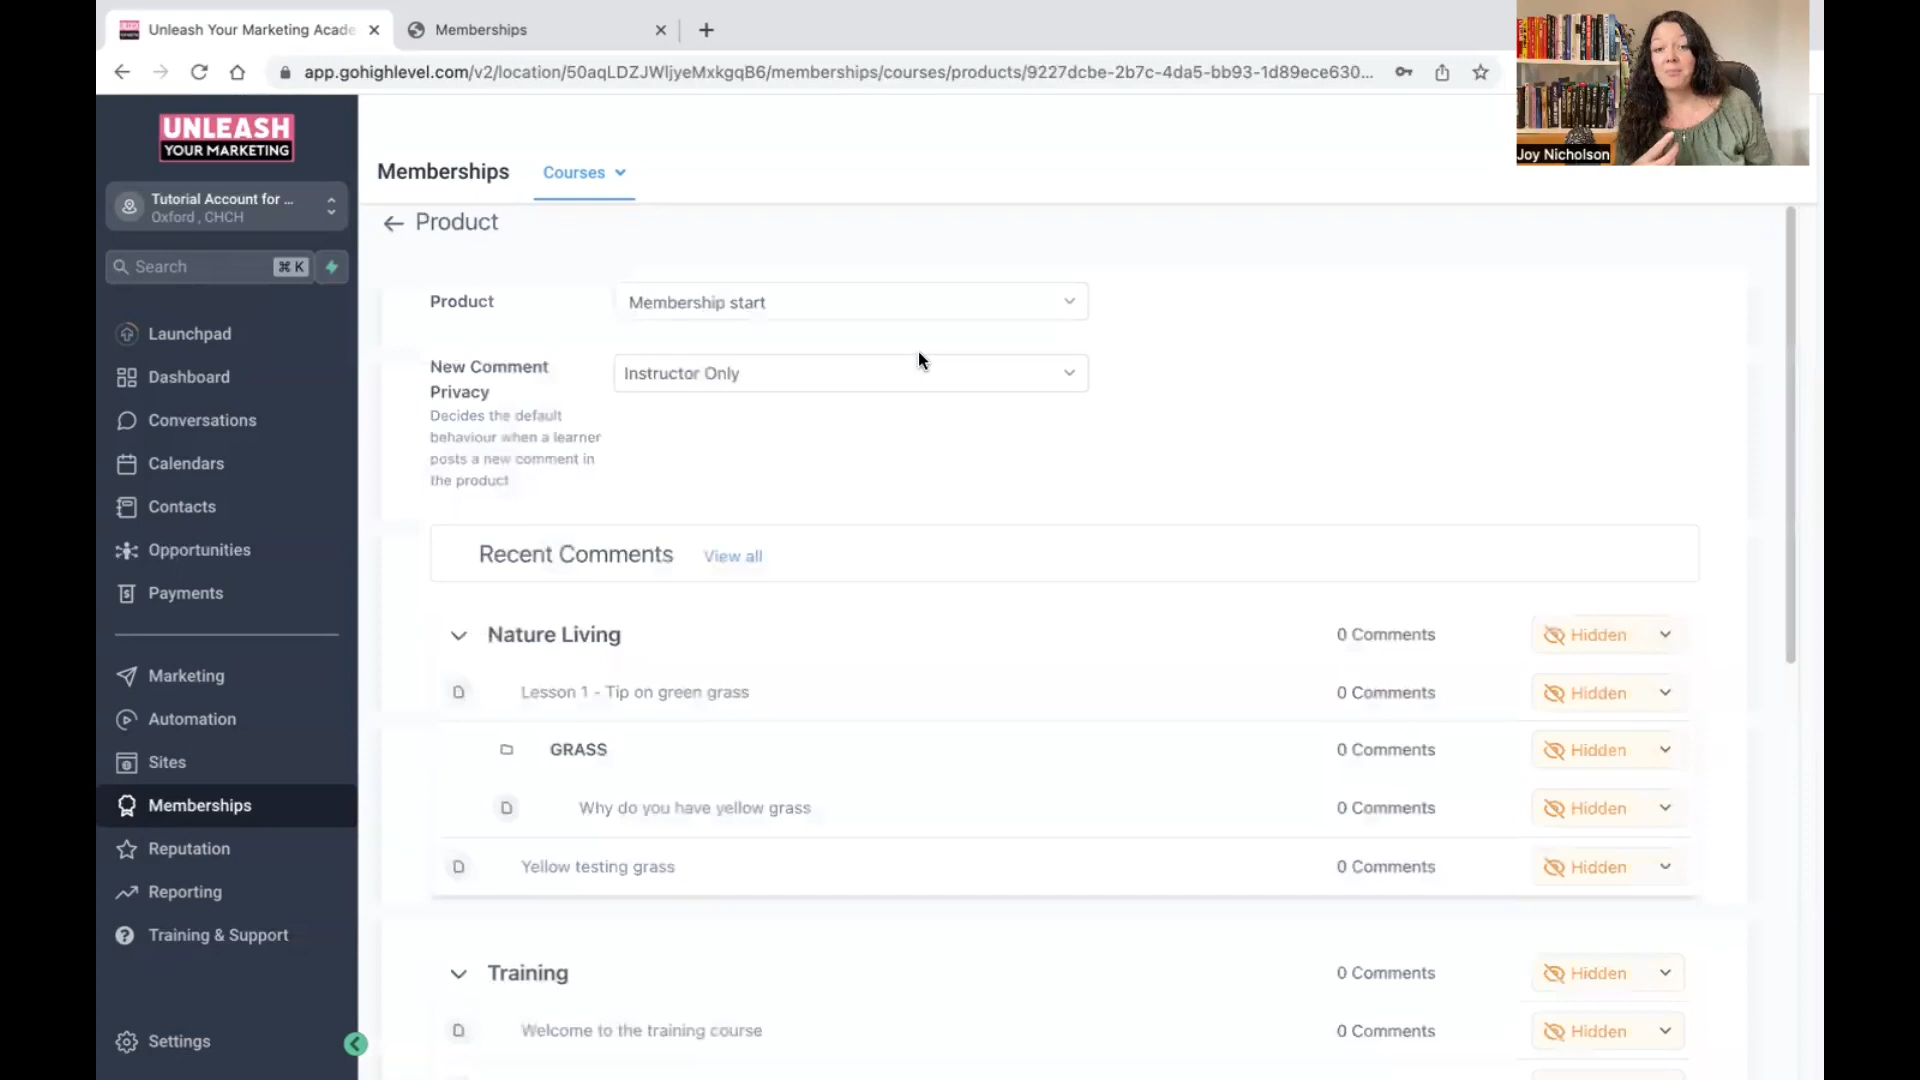 Unleash Your Marketing Acade
Memberships
app.gohighlevel.com/v2/location/50aqLDZJWIjyeMxkgqB6/memberships/courses/products/9227dcbe-2b7c-4da5-bb93-1d89ece630...
Joy Nicholson
UNLEASH
YOUR MARKETING
Tutorial Account for ...
Oxford , CHCH
Search
⌘ K
Launchpad
Dashboard
Conversations
Calendars
Contacts
Opportunities
Payments
Marketing
Automation
Sites
Memberships
Reputation
Reporting
Training & Support
Settings
Memberships
Courses
Product
Product
Membership start
New Comment
Privacy
Instructor Only
Decides the default
behaviour when a learner
posts a new comment in
the product
Recent Comments View all
Nature Living 0 Comments Hidden
Lesson 1 - Tip on green grass 0 Comments Hidden
GRASS 0 Comments Hidden
Why do you have yellow grass 0 Comments Hidden
Yellow testing grass 0 Comments Hidden
Training 0 Comments Hidden
Welcome to the training course 0 Comments Hidden